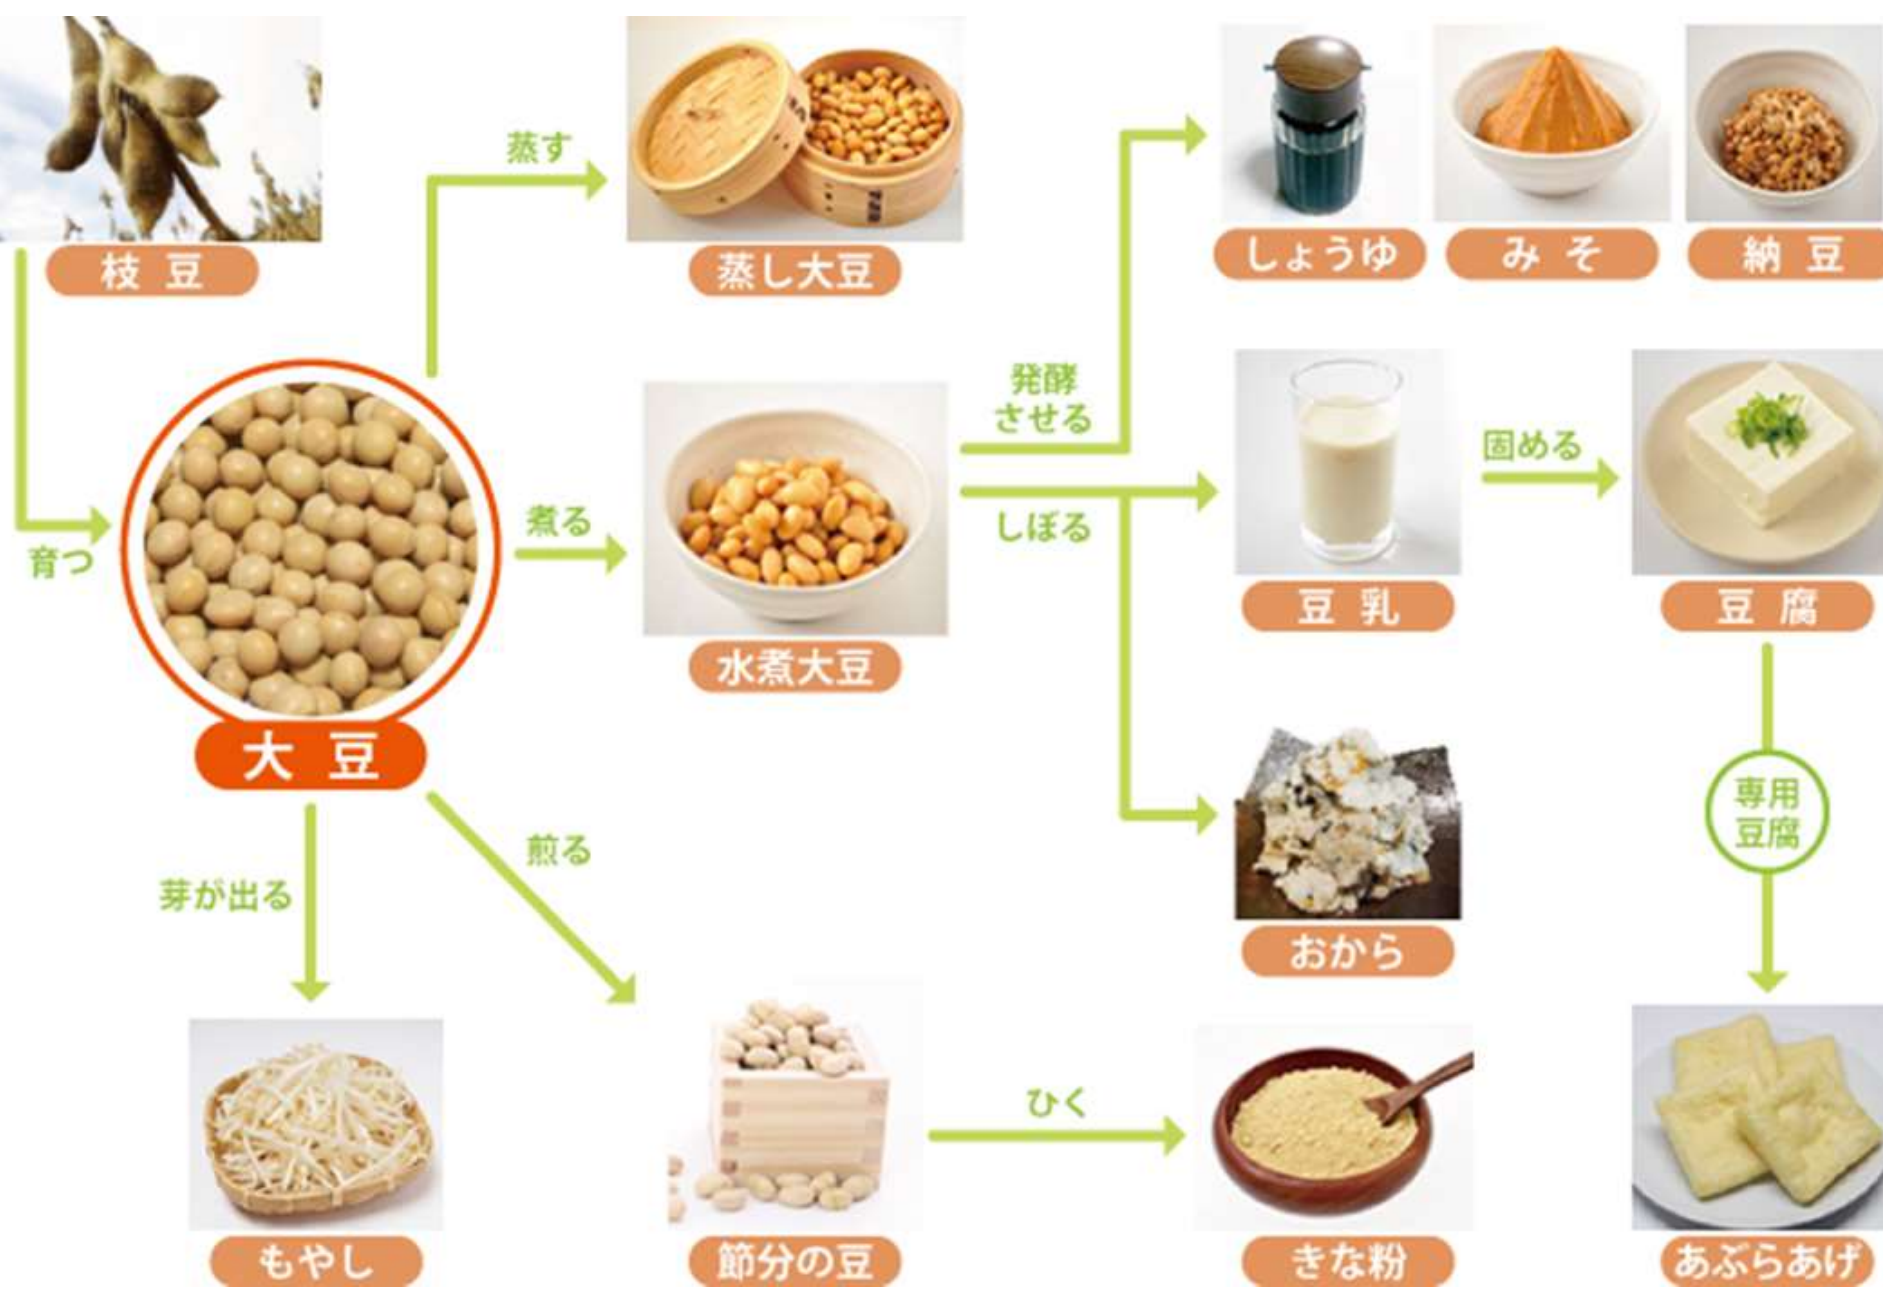 枝豆
蒸す
蒸し大豆
しょうゆ
みそ
納豆
育つ
大豆
煮る
水煮大豆
発酵
させる
しぼる
豆乳
固める
豆腐
おから
専用
豆腐
あぶらあげ
芽が出る
もやし
煎る
節分の豆
ひく
きな粉